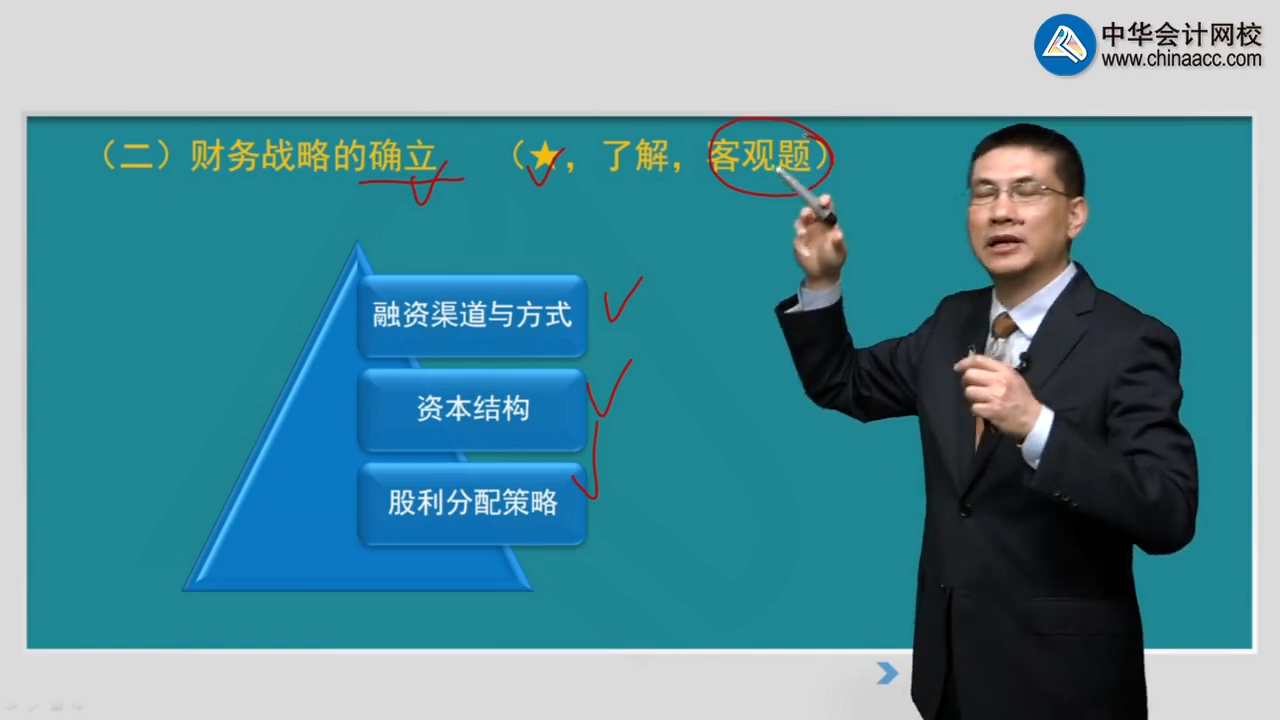 中华会计网校
www.chinaacc.com
（二）财务战略的确立 （★，了解，客观题）
融资渠道与方式
资本结构
股利分配策略